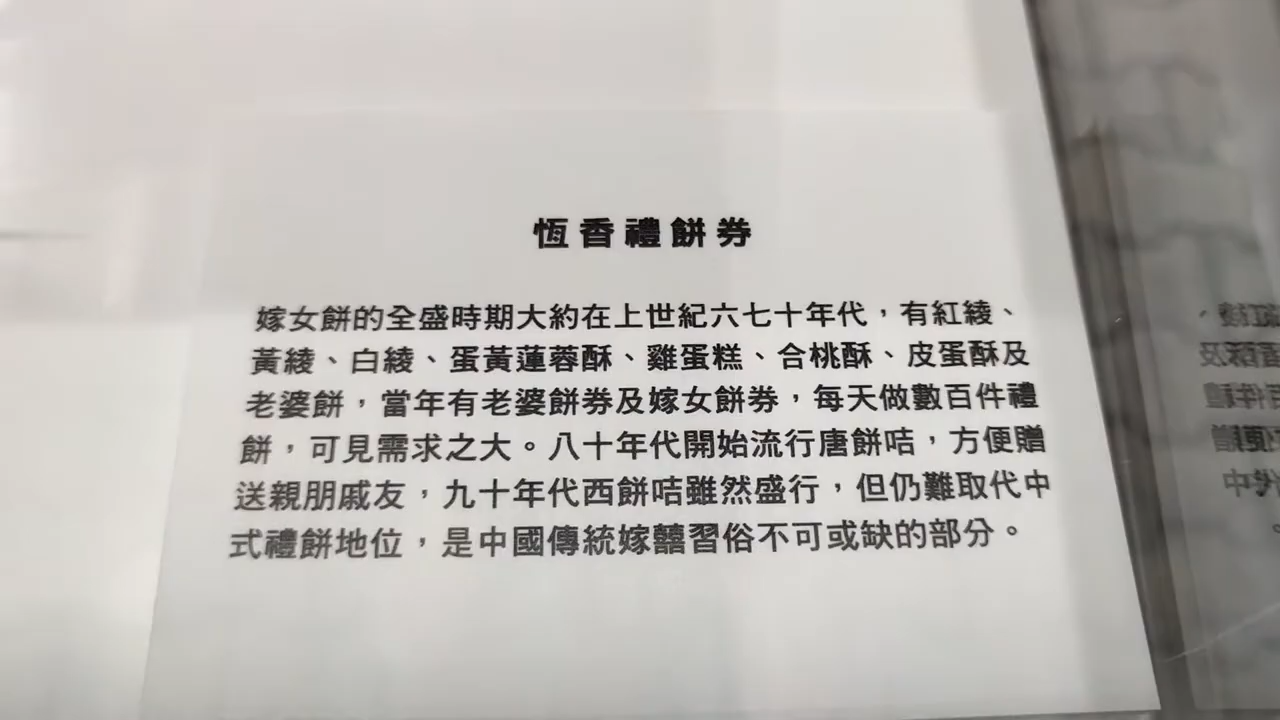 恆香禮餅券
嫁女餅的全盛時期大約在上世紀六七十年代，有紅綾、
黃綾、白綾、蛋黃蓮蓉酥、雞蛋糕、合桃酥、皮蛋酥及
老婆餅，當年有老婆餅券及嫁女餅券，每天做數百件禮
餅，可見需求之大。八十年代開始流行唐餅咭，方便贈
送親朋戚友，九十年代西餅咭雖然盛行，但仍難取代中
式禮餅地位，是中國傳統嫁囍習俗不可或缺的部分。